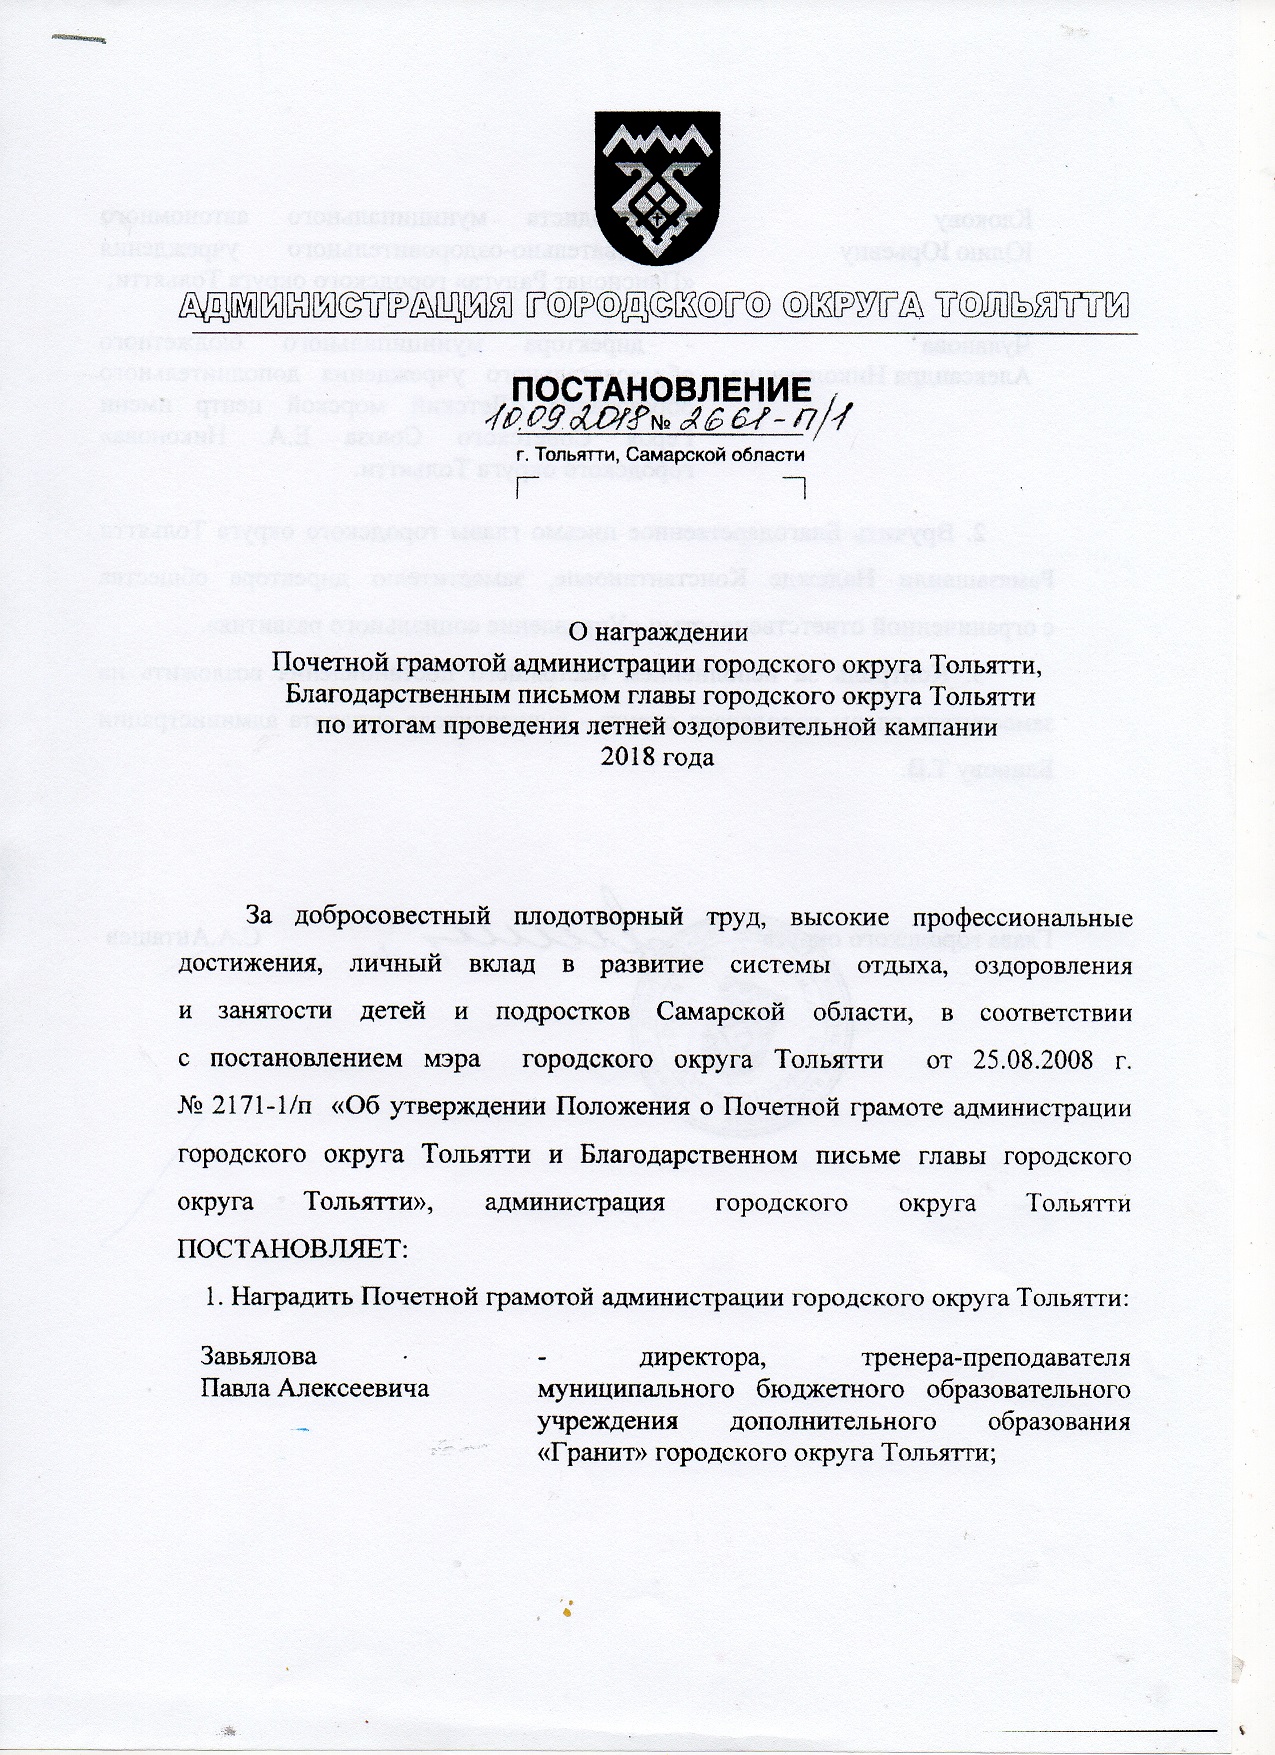 АДМИНИСТРАЦИЯ ГОРОДСКОГО ОКРУГА ТОЛЬЯТТИ
ПОСТАНОВЛЕНИЕ
10.09.2018 № 2661-п/1
г. Тольятти, Самарской области
О награждении
Почетной грамотой администрации городского округа Тольятти,
Благодарственным письмом главы городского округа Тольятти
по итогам проведения летней оздоровительной кампании
2018 года
За добросовестный плодотворный труд, высокие профессиональные
достижения, личный вклад в развитие системы отдыха, оздоровления
и занятости детей и подростков Самарской области, в соответствии
с постановлением мэра городского округа Тольятти от 25.08.2008 г.
№ 2171-1/п «Об утверждении Положения о Почетной грамоте администрации
городского округа Тольятти и Благодарственном письме главы городского
округа Тольятти», администрация городского округа Тольятти
ПОСТАНОВЛЯЕТ:
1. Наградить Почетной грамотой администрации городского округа Тольятти:
Завьялова - директора, тренера-преподавателя
Павла Алексеевича муниципального бюджетного образовательного
учреждения дополнительного образования
«Гранит» городского округа Тольятти;